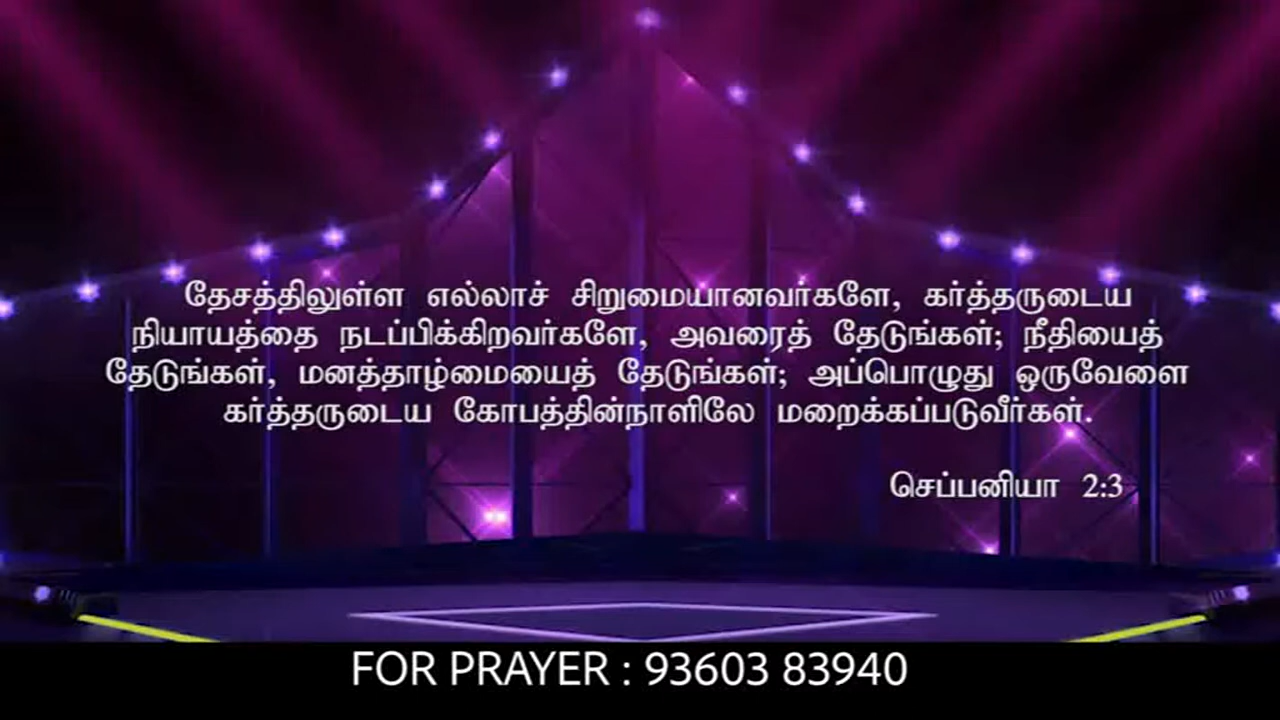 தேசத்திலுள்ள எல்லாச் சிறுமையானவர்களே, கர்த்தருடைய
நியாயத்தை நடப்பிக்கிறவர்களே, அவரைத் தேடுங்கள்; நீதியைத்
தேடுங்கள், மனத்தாழ்மையைத் தேடுங்கள்; அப்பொழுது ஒருவேளை
கர்த்தருடைய கோபத்தின்நாளிலே மறைக்கப்படுவீர்கள்.
செப்பனியா 2:3
FOR PRAYER : 93603 83940